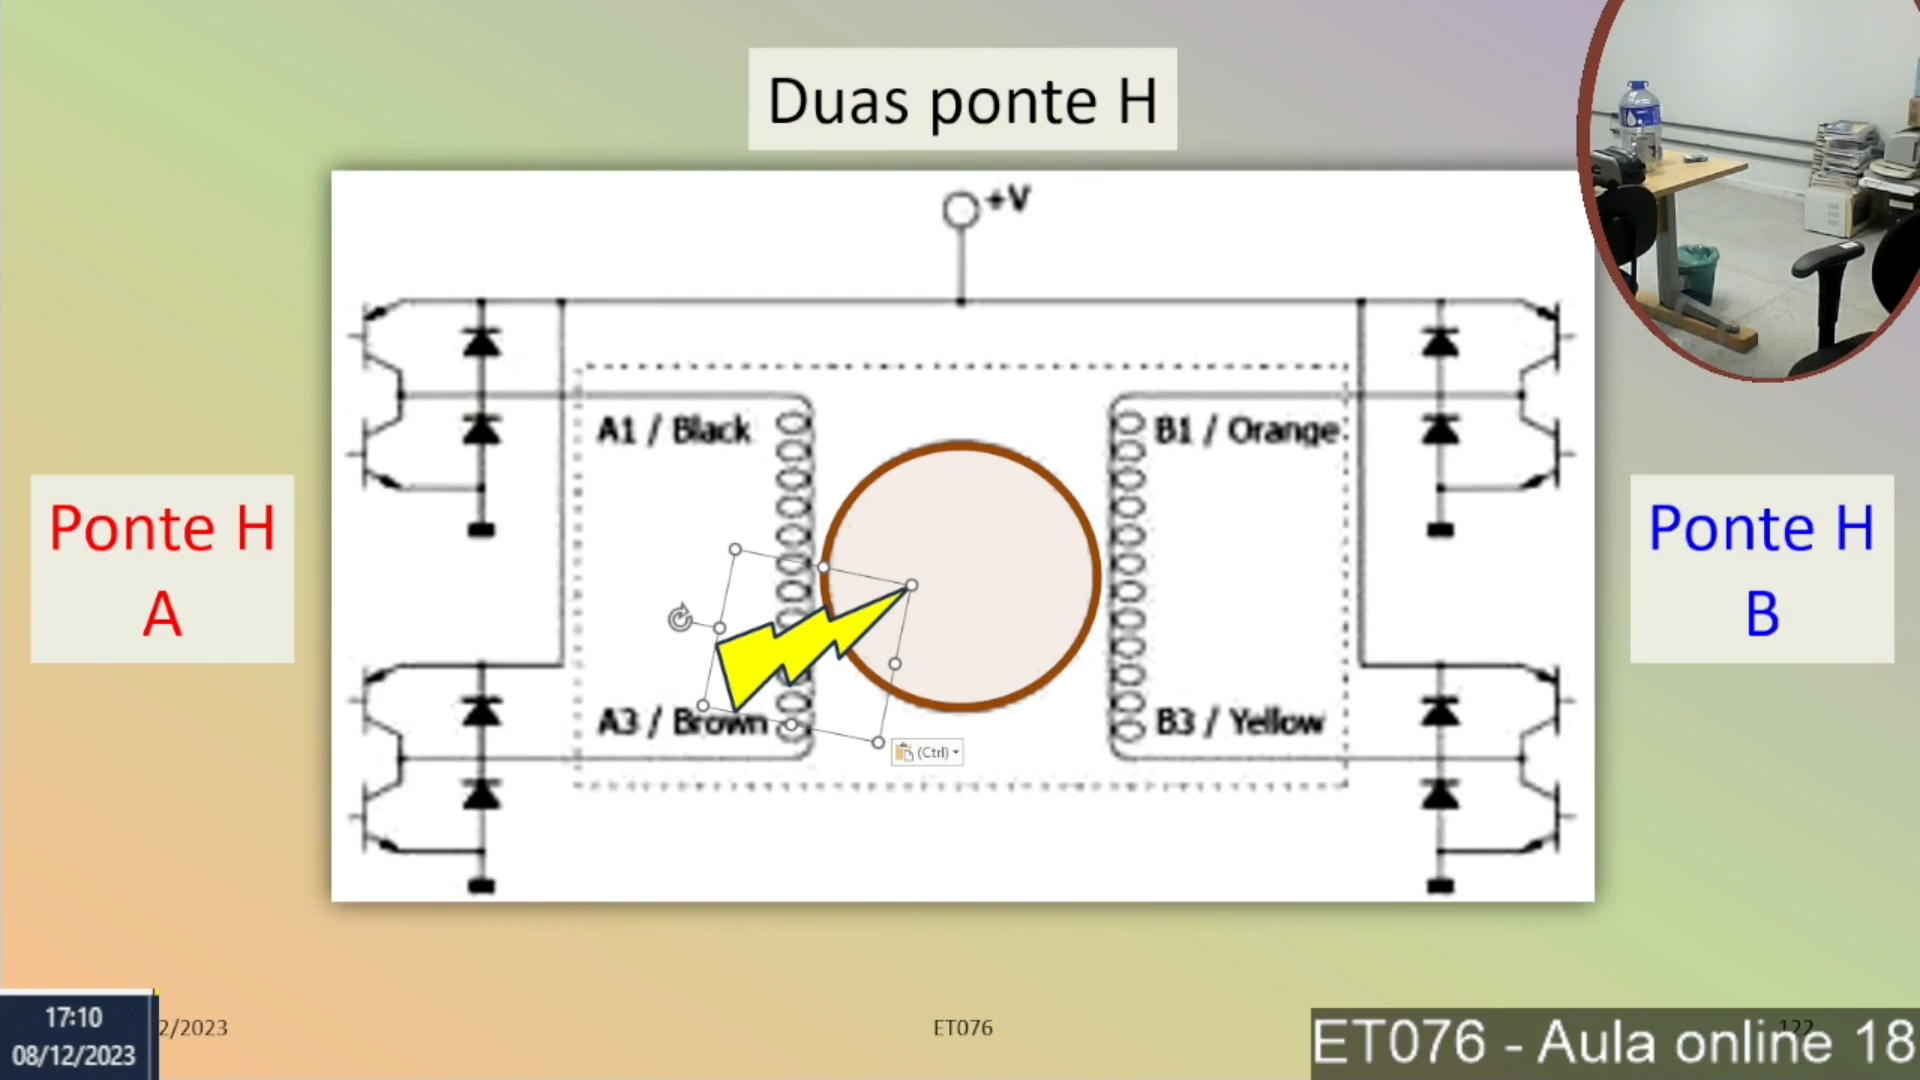 Duas ponte H
+V
A1 / Black
B1 / Orange
Ponte H
A
Ponte H
B
A3 / Brown
B3 / Yellow
(Ctrl)
17:10
08/12/2023
2/2023
ET076
122
ET076 - Aula online 18